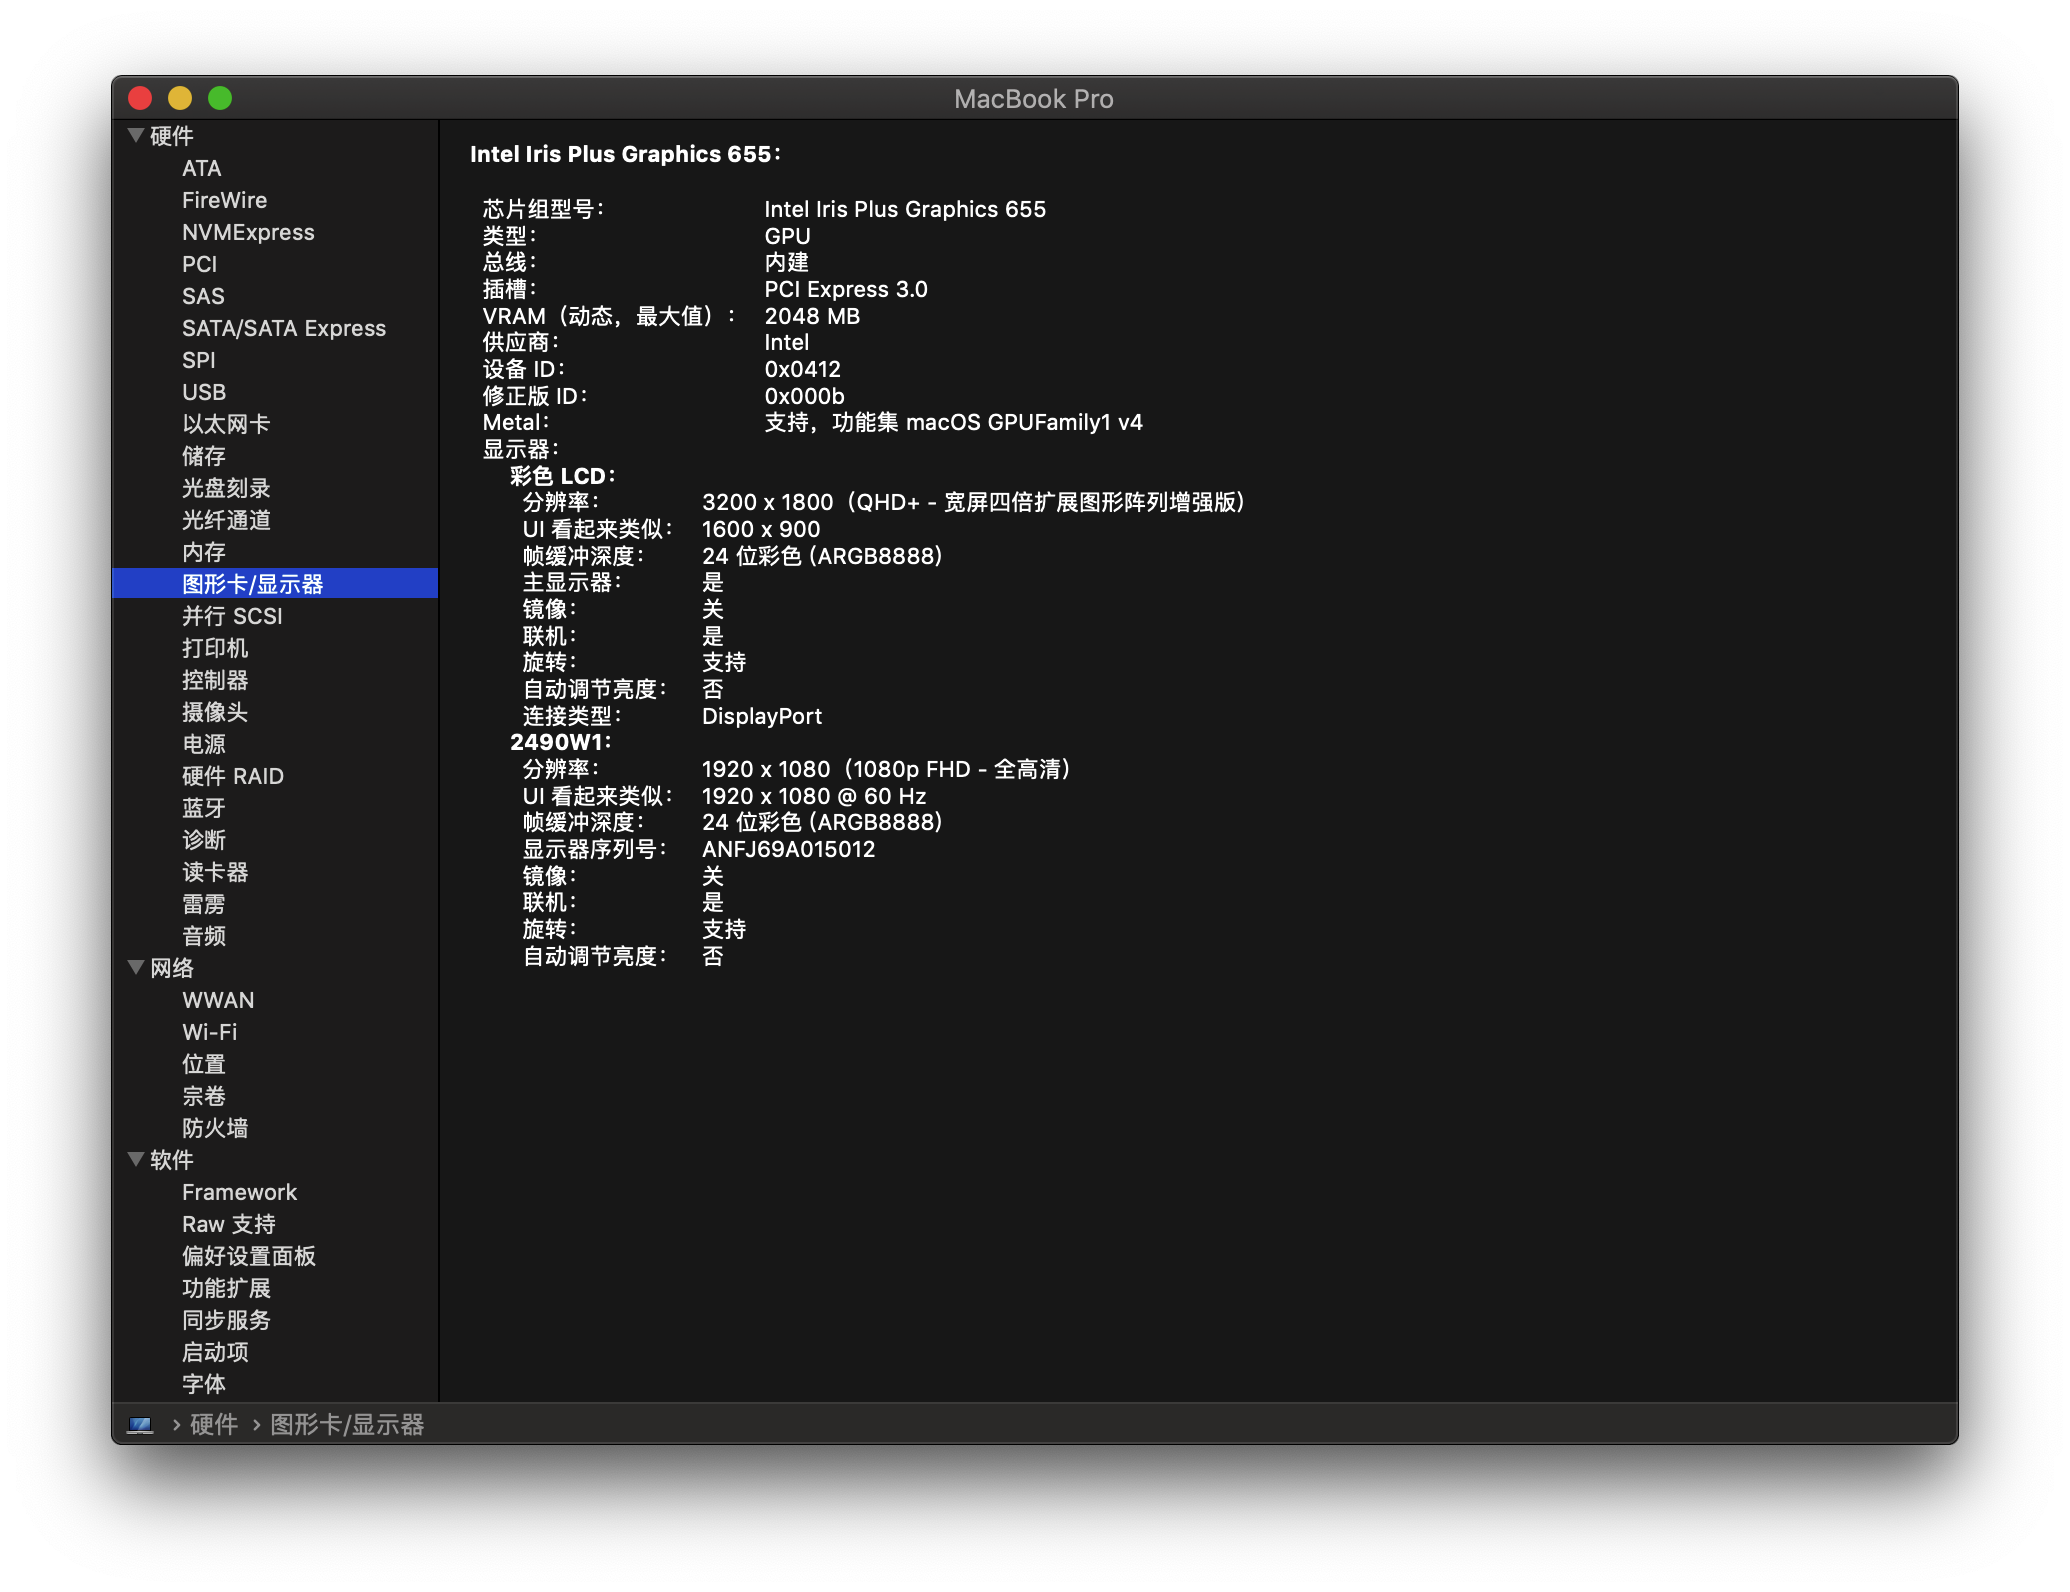 MacBook Pro
硬件
ATA
FireWire
NVMExpress
PCI
SAS
SATA/SATA Express
SPI
USB
以太网卡
储存
光盘刻录
光纤通道
内存
图形卡/显示器
并行 SCSI
打印机
控制器
摄像头
电源
硬件 RAID
蓝牙
诊断
读卡器
雷雳
音频
网络
WWAN
Wi-Fi
位置
宗卷
防火墙
软件
Framework
Raw 支持
偏好设置面板
功能扩展
同步服务
启动项
字体
Intel Iris Plus Graphics 655：
芯片组型号： Intel Iris Plus Graphics 655
类型： GPU
总线： 内建
插槽： PCI Express 3.0
VRAM（动态，最大值）： 2048 MB
供应商： Intel
设备 ID： 0x0412
修正版 ID： 0x000b
Metal： 支持，功能集 macOS GPUFamily1 v4
显示器：
彩色 LCD：
分辨率： 3200 x 1800（QHD+ - 宽屏四倍扩展图形阵列增强版）
UI 看起来类似： 1600 x 900
帧缓冲深度： 24 位彩色 (ARGB8888)
主显示器： 是
镜像： 关
联机： 是
旋转： 支持
自动调节亮度： 否
连接类型： DisplayPort
2490W1：
分辨率： 1920 x 1080（1080p FHD - 全高清）
UI 看起来类似： 1920 x 1080 @ 60 Hz
帧缓冲深度： 24 位彩色 (ARGB8888)
显示器序列号： ANFJ69A015012
镜像： 关
联机： 是
旋转： 支持
自动调节亮度： 否
› 硬件 › 图形卡/显示器